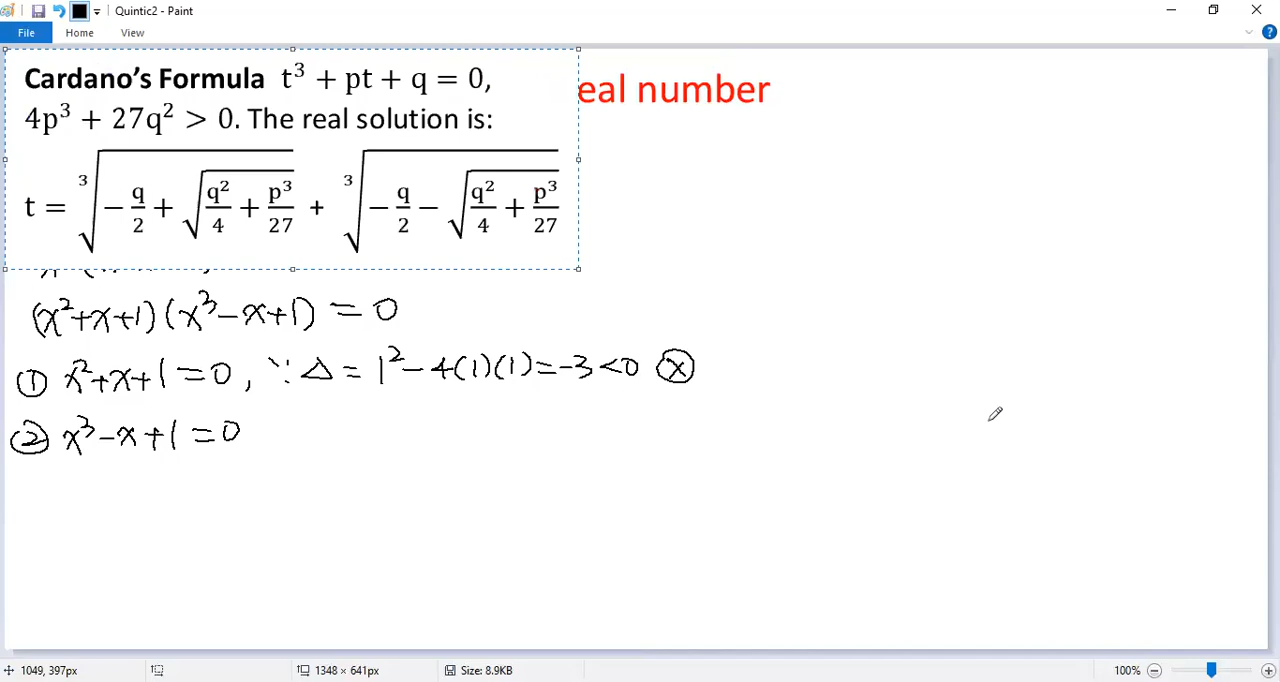 Quintic2 - Paint
File Home View
Cardano's Formula t³ + pt + q = 0,
eal number
4p³ + 27q² > 0. The real solution is:
t = ∛(-q/2 + √(q²/4 + p³/27)) + ∛(-q/2 - √(q²/4 + p³/27))
(x²+x+1)(x³-x+1) = 0
① x²+x+1=0, ∵ Δ = 1²-4(1)(1)=-3<0 ⓧ
② x³-x+1=0
1049, 397px 1348 × 641px Size: 8.9KB 100%